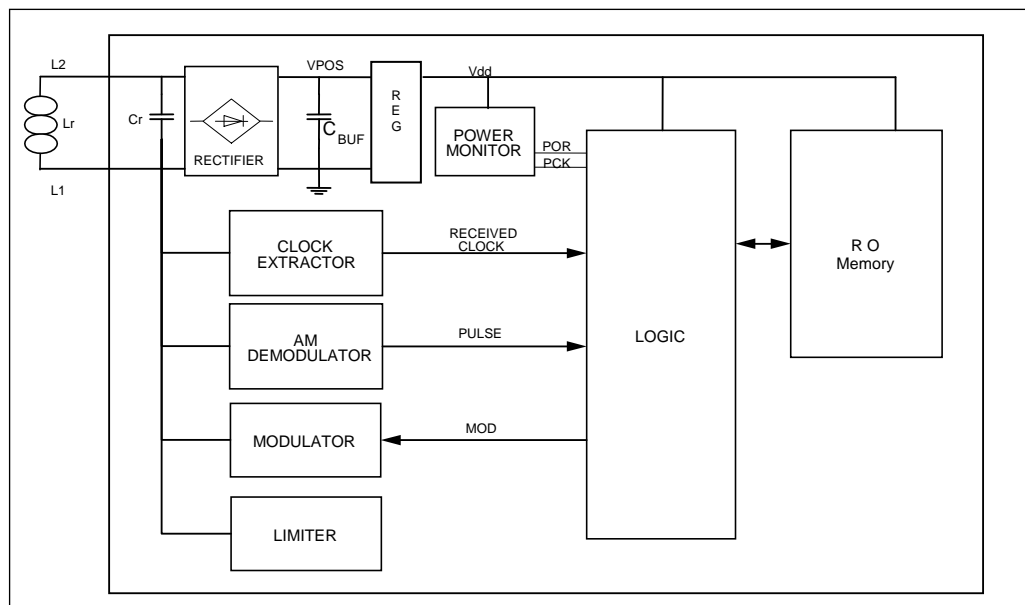 L2
VPOS
Vdd
R
E
G
Lr
Cr
C BUF
POWER
MONITOR
POR
PCK
RECTIFIER
L1
CLOCK
EXTRACTOR
RECEIVED
CLOCK
R O
Memory
AM
DEMODULATOR
PULSE
LOGIC
MODULATOR
MOD
LIMITER